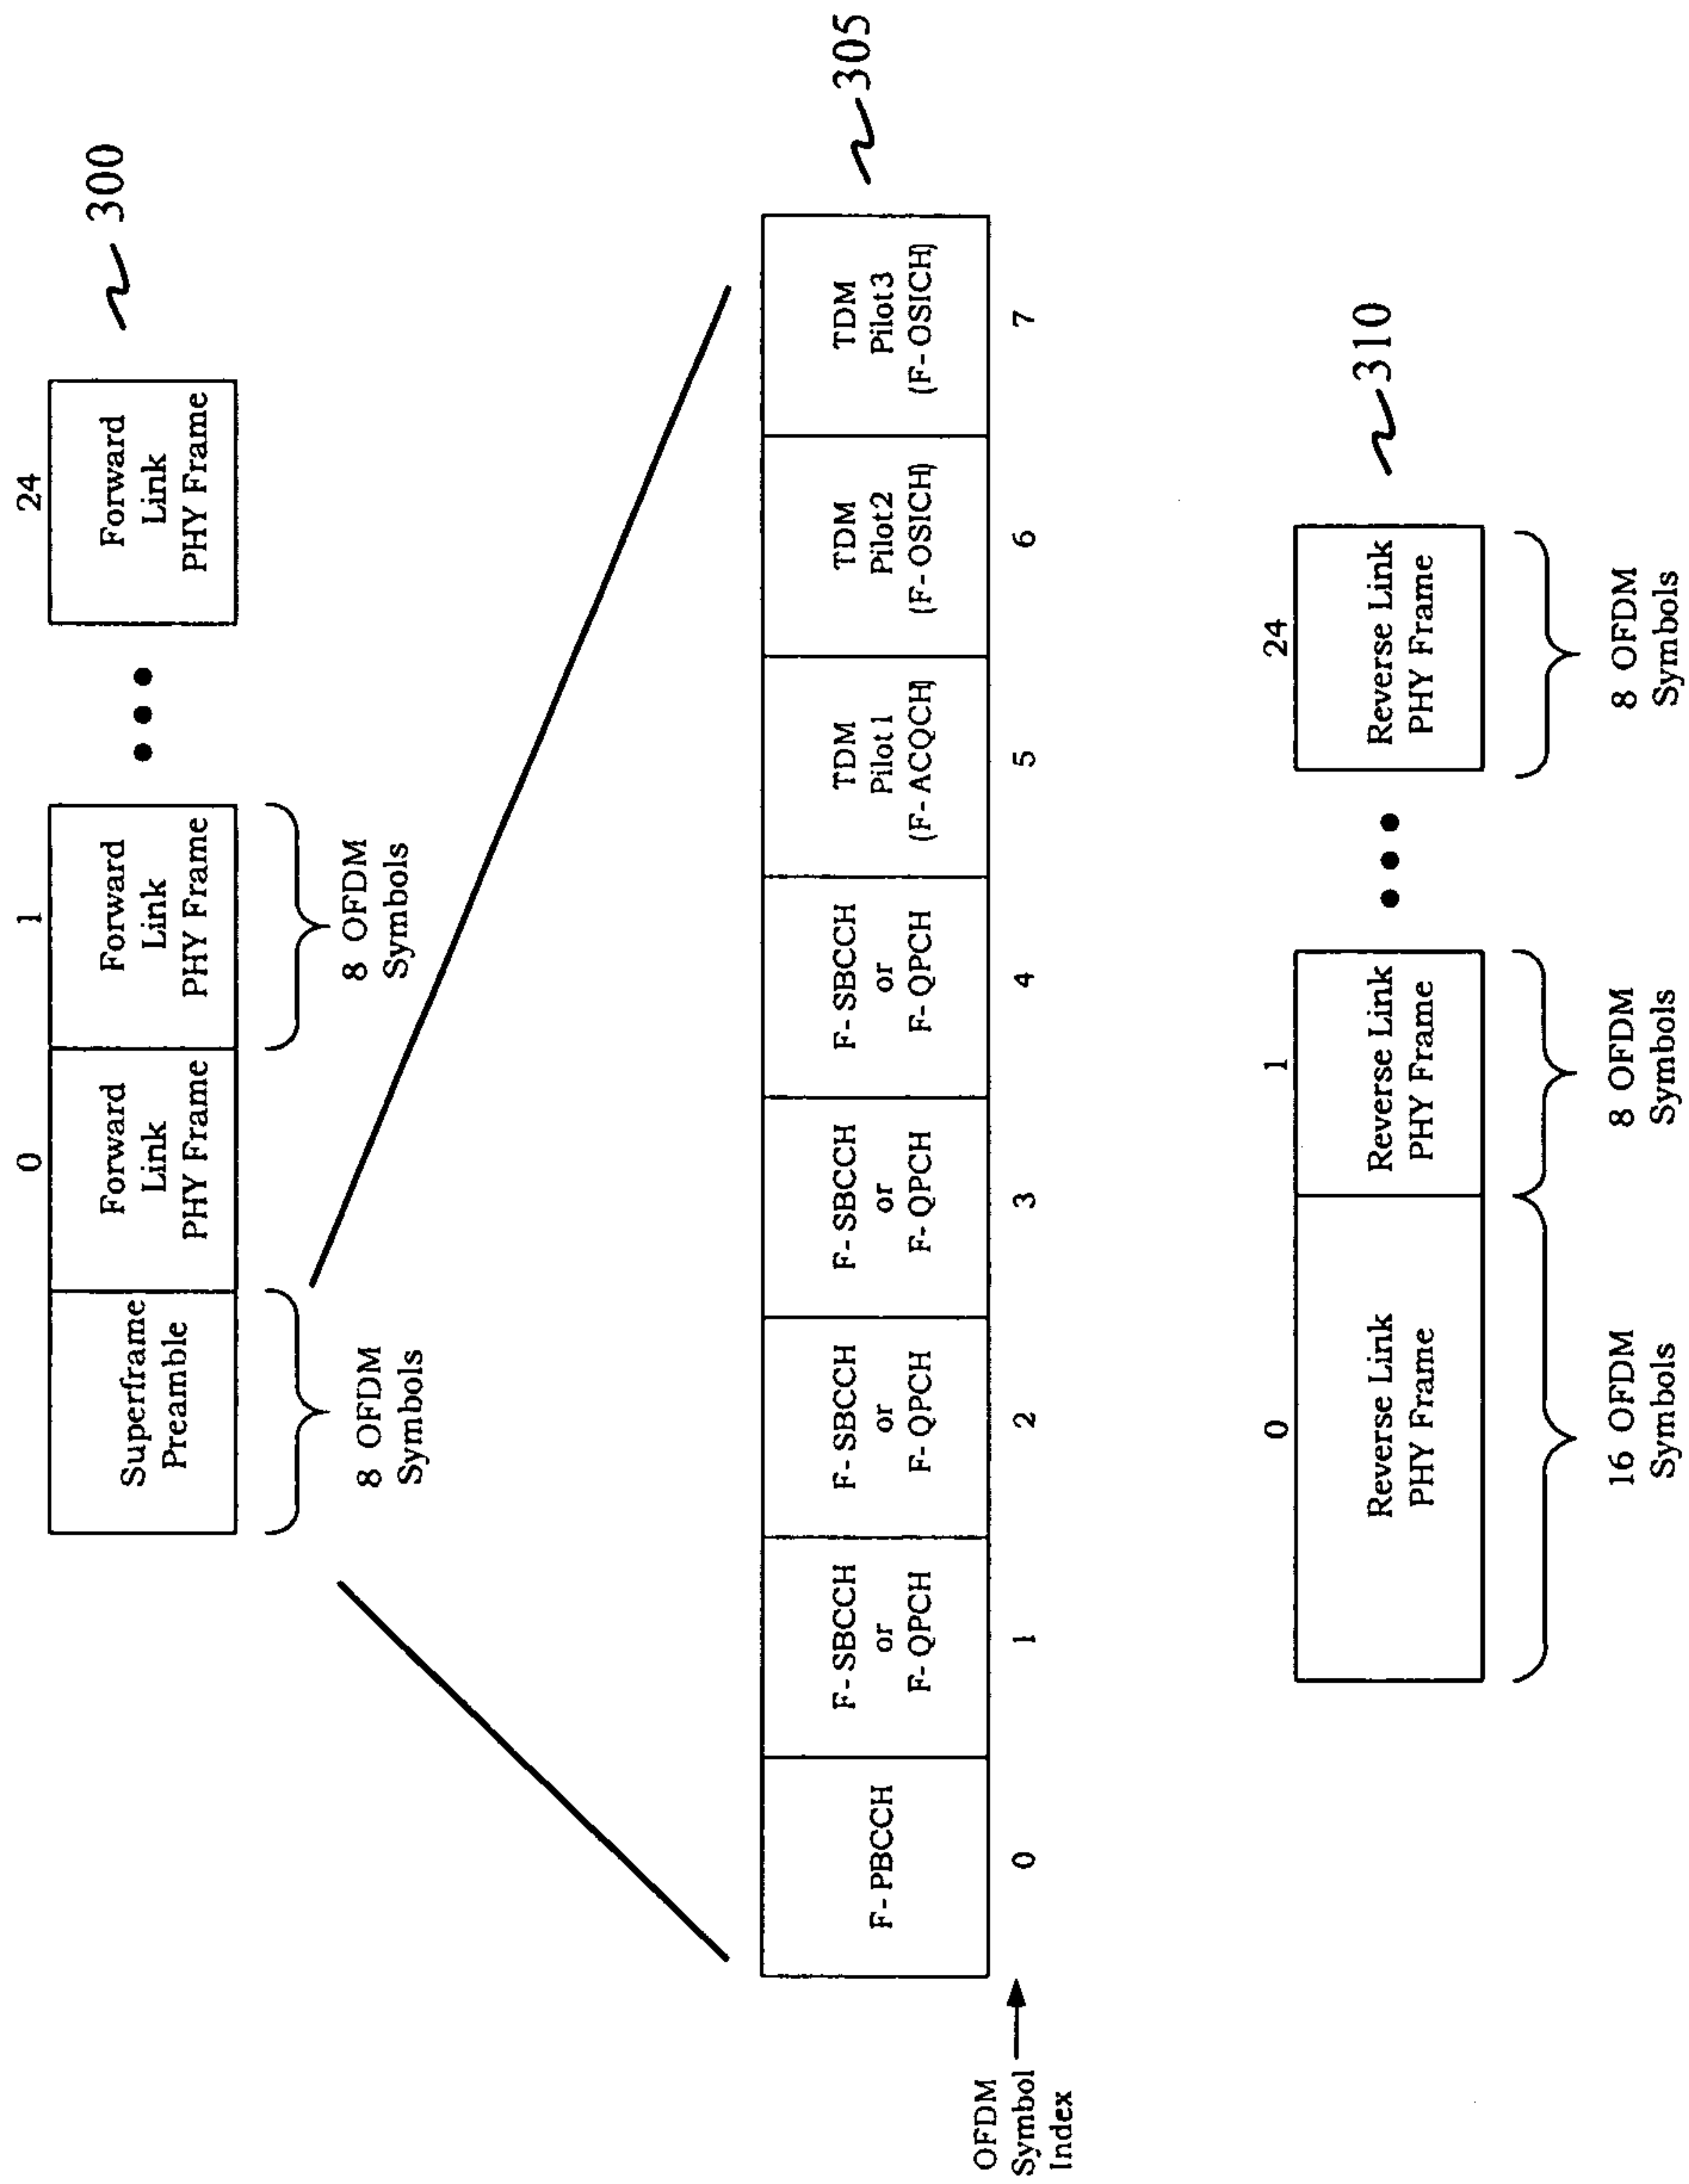 0
1
24
Superframe
Preamble
Forward
Link
PHY Frame
Forward
Link
PHY Frame
Forward
Link
PHY Frame
300
8 OFDM
Symbols
8 OFDM
Symbols
F-PBCCH
F-SBCCH
or
F-QPCH
F-SBCCH
or
F-QPCH
F-SBCCH
or
F-QPCH
F-SBCCH
or
F-QPCH
TDM
Pilot1
(F-ACQCH)
TDM
Pilot2
(F-OSICH)
TDM
Pilot3
(F-OSICH)
305
OFDM
Symbol
Index
0
1
2
3
4
5
6
7
0
1
24
Reverse Link
PHY Frame
Reverse Link
PHY Frame
Reverse Link
PHY Frame
310
16 OFDM
Symbols
8 OFDM
Symbols
8 OFDM
Symbols